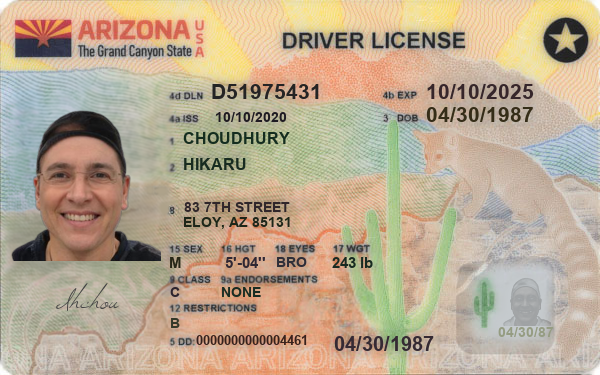 ARIZONA USA
The Grand Canyon State
DRIVER LICENSE
4d DLN D51975431 4b EXP 10/10/2025
4a ISS 10/10/2020 3 DOB 04/30/1987
1 CHOUDHURY
2 HIKARU
8 83 7TH STREET
ELOY, AZ 85131
15 SEX 16 HGT 18 EYES 17 WGT
M 5'-04" BRO 243 lb
9 CLASS 9a ENDORSEMENTS
C NONE
12 RESTRICTIONS
B
5 DD: 0000000000004461 04/30/1987
04/30/87
ARIZONA ARIZONA ARIZONA ARIZONA